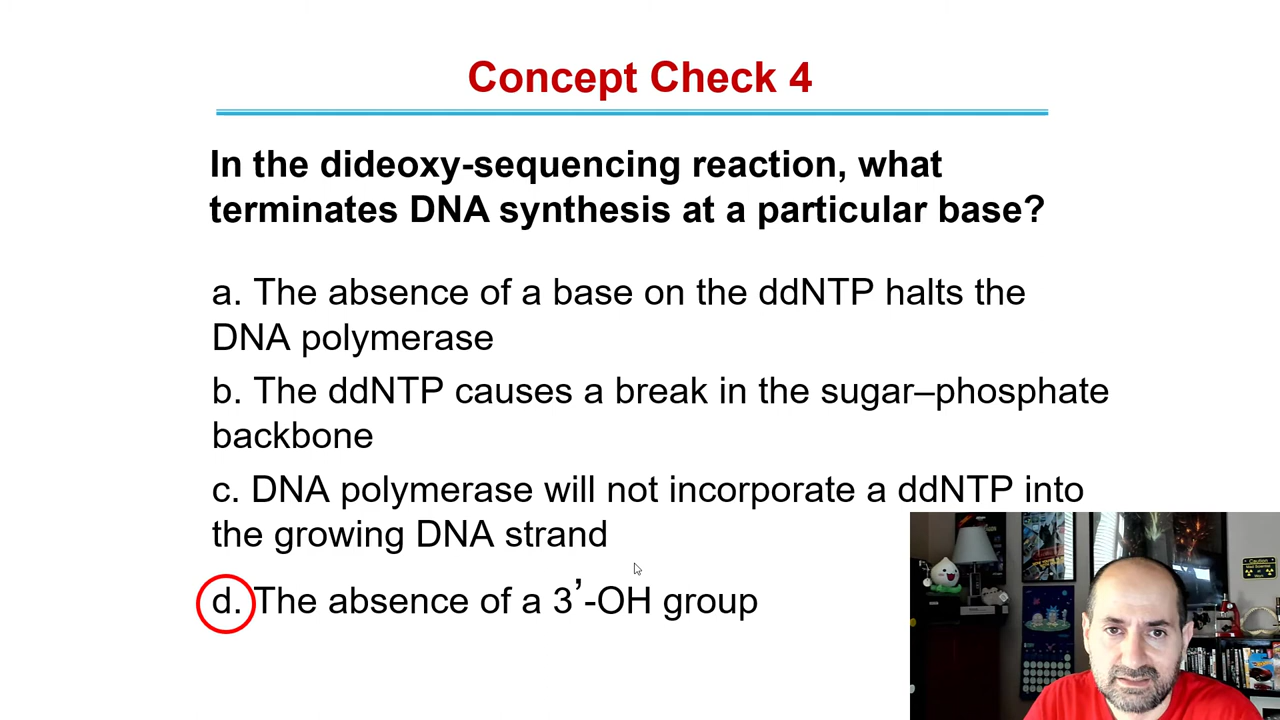 Concept Check 4
In the dideoxy-sequencing reaction, what
terminates DNA synthesis at a particular base?
a. The absence of a base on the ddNTP halts the
DNA polymerase
b. The ddNTP causes a break in the sugar–phosphate
backbone
c. DNA polymerase will not incorporate a ddNTP into
the growing DNA strand
d. The absence of a 3’-OH group
Caution